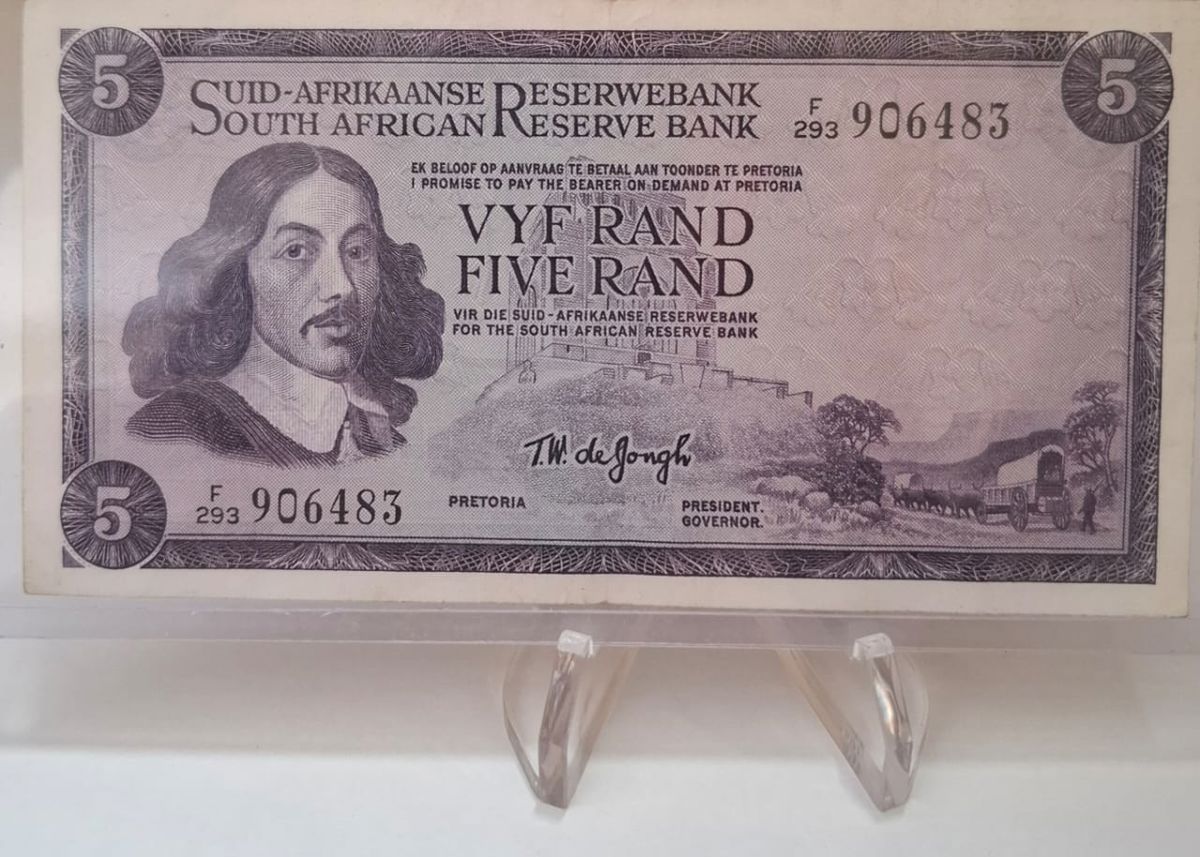 5
5
SUID-AFRIKAANSE RESERWEBANK
SOUTH AFRICAN RESERVE BANK
F
293 906483
EK BELOOF OP AANVRAAG TE BETAAL AAN TOONDER TE PRETORIA
I PROMISE TO PAY THE BEARER ON DEMAND AT PRETORIA
VYF RAND
FIVE RAND
VIR DIE SUID-AFRIKAANSE RESERWEBANK
FOR THE SOUTH AFRICAN RESERVE BANK
T.W. de Jongh
5
F
293 906483
PRETORIA
PRESIDENT.
GOVERNOR.